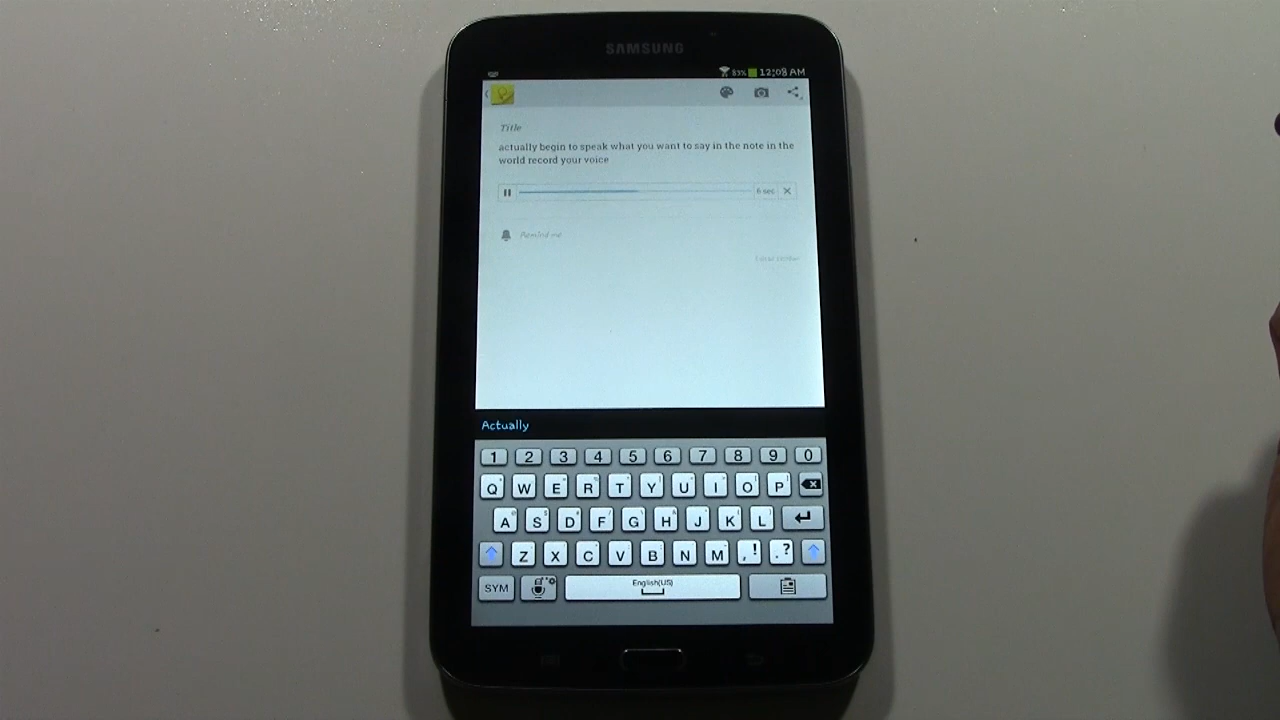 SAMSUNG
83% 12:08 AM
Title
actually begin to speak what you want to say in the note in the
world record your voice
6 sec
Remind me
Actually
1 2 3 4 5 6 7 8 9 0
Q W E R T Y U I O P
A S D F G H J K L
Z X C V B N M , ! . ?
SYM English(US)